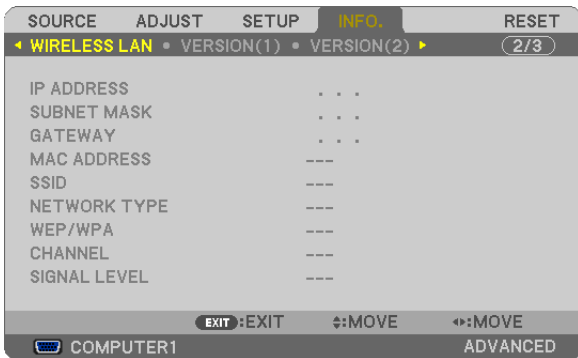 SOURCE ADJUST SETUP INFO. RESET
WIRELESS LAN • VERSION(1) • VERSION(2) 2/3
IP ADDRESS . . .
SUBNET MASK . . .
GATEWAY . . .
MAC ADDRESS ---
SSID ---
NETWORK TYPE ---
WEP/WPA ---
CHANNEL ---
SIGNAL LEVEL ---
EXIT :EXIT :MOVE :MOVE
COMPUTER1 ADVANCED